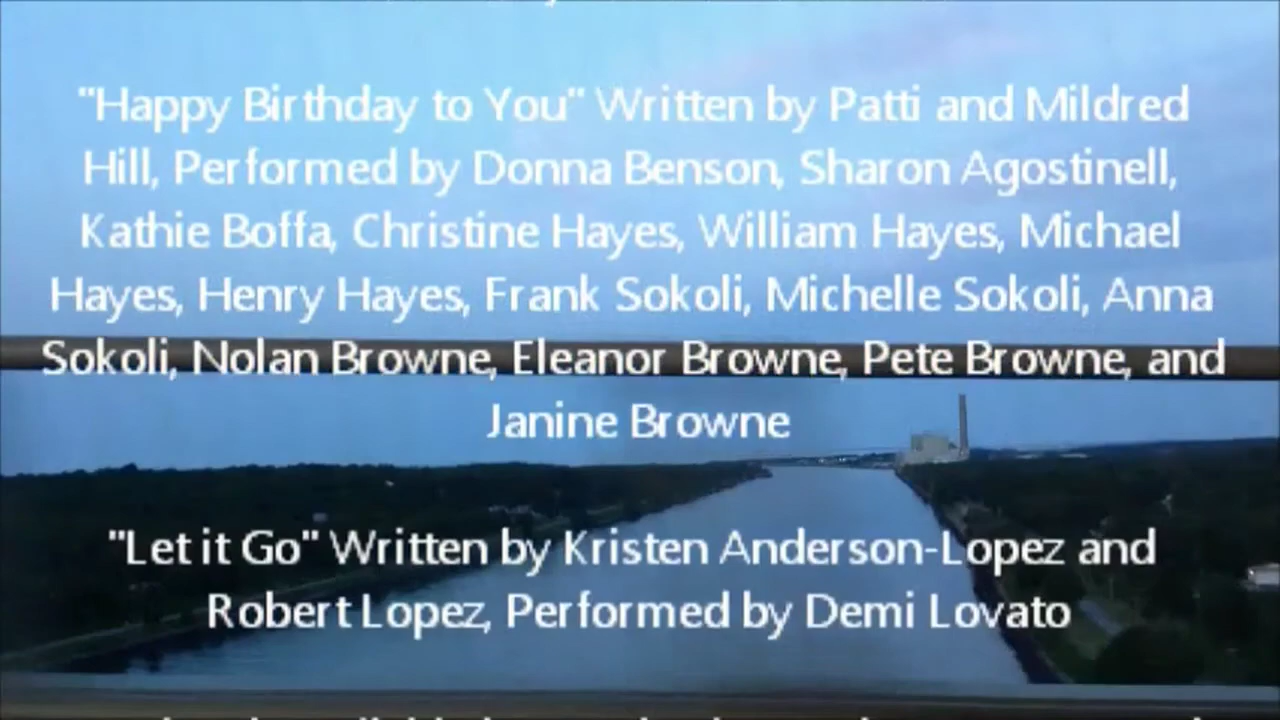 "Happy Birthday to You" Written by Patti and Mildred
Hill, Performed by Donna Benson, Sharon Agostinell,
Kathie Boffa, Christine Hayes, William Hayes, Michael
Hayes, Henry Hayes, Frank Sokoli, Michelle Sokoli, Anna
Sokoli, Nolan Browne, Eleanor Browne, Pete Browne, and
Janine Browne
"Let it Go" Written by Kristen Anderson-Lopez and
Robert Lopez, Performed by Demi Lovato